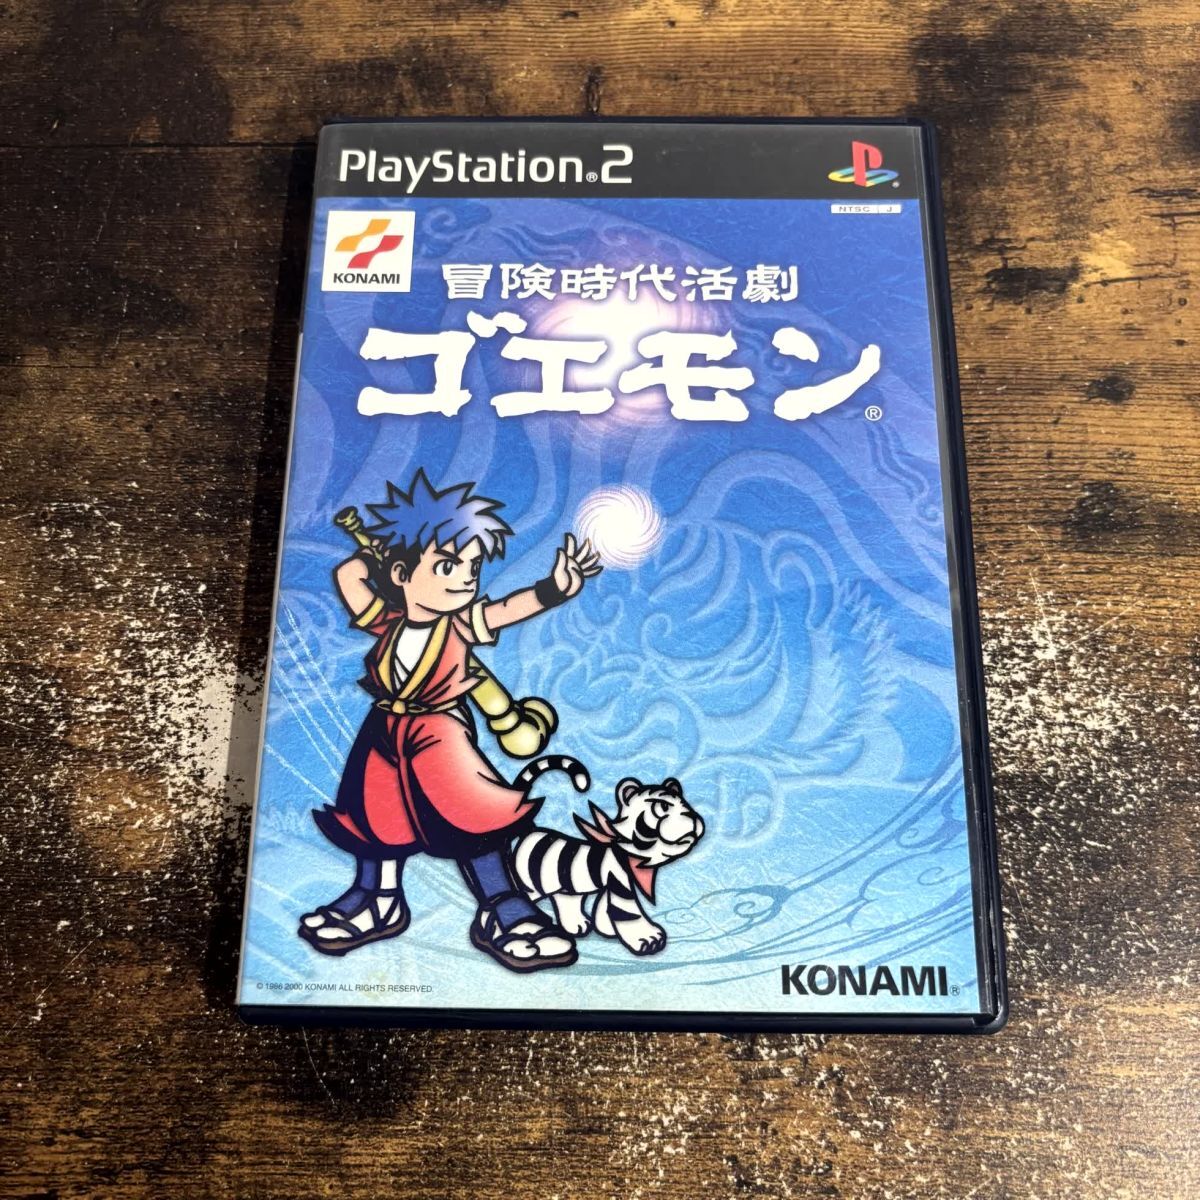 PlayStation®2
NTSC J
KONAMI
冒険時代活劇
ゴエモン®
© 1986 2000 KONAMI ALL RIGHTS RESERVED.
KONAMI®